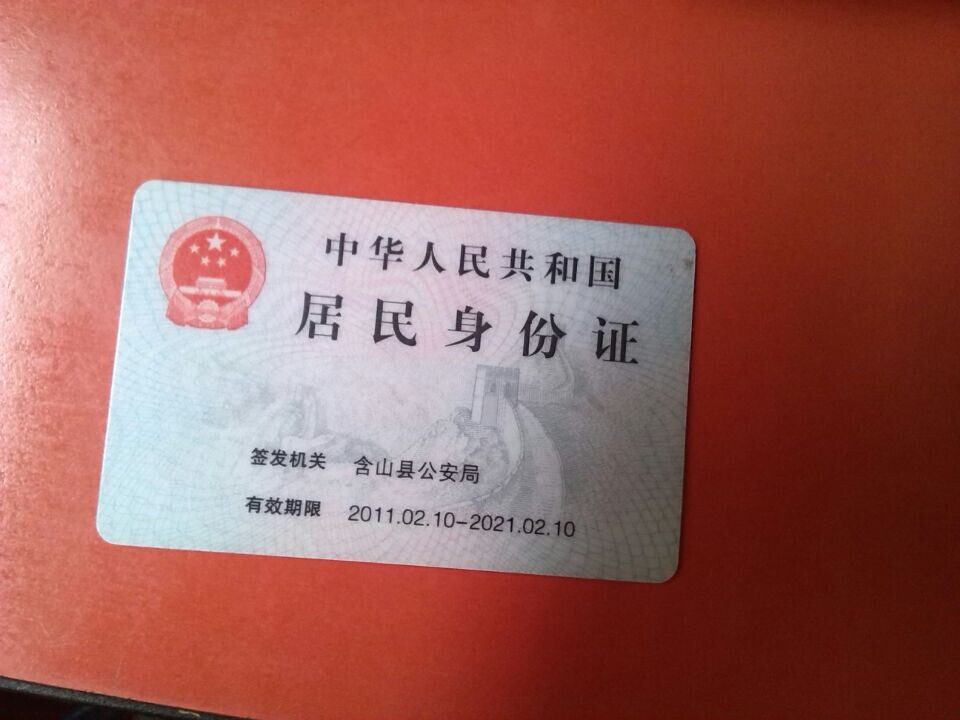 中华人民共和国
居民身份证
签发机关 含山县公安局
有效期限 2011.02.10-2021.02.10